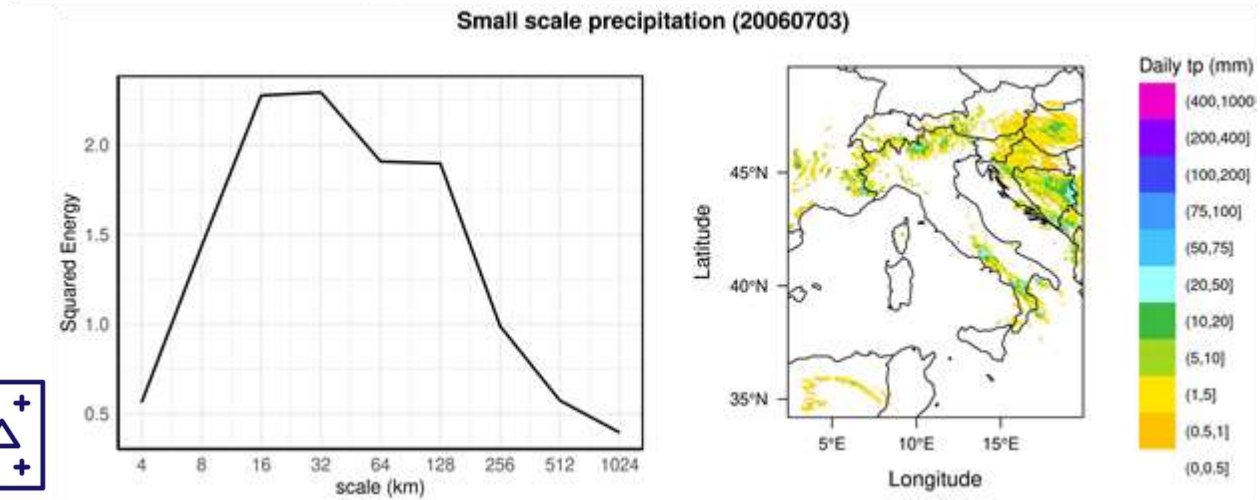 Small scale precipitation (20060703)
Squared Energy
2.0
1.5
1.0
0.5
4 8 16 32 64 128 256 512 1024
scale (km)
Latitude
45°N
40°N
35°N
5°E 10°E 15°E
Longitude
Daily tp (mm)
(400,1000
(200,400]
(100,200]
(75,100]
(50,75]
(20,50]
(10,20]
(5,10]
(1,5]
(0.5,1]
(0,0.5]